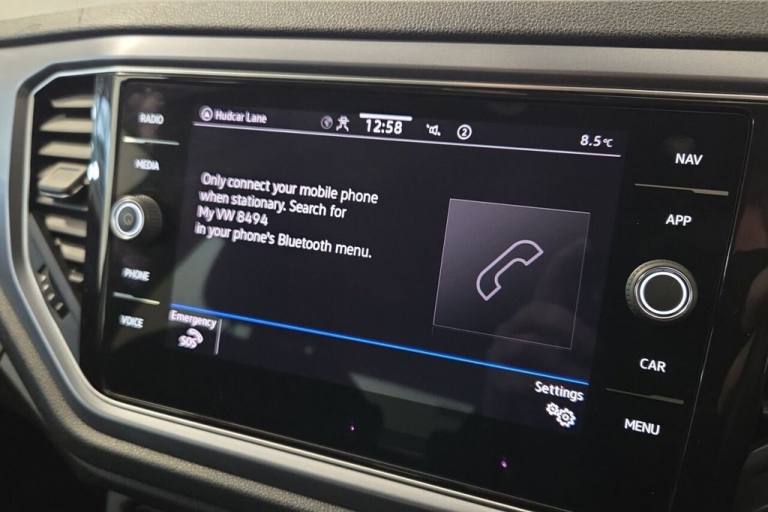 RADIO
MEDIA
PHONE
VOICE
Hudcar Lane
12:58
2
8.5°C
Only connect your mobile phone
when stationary. Search for
My VW 8494
in your phone's Bluetooth menu.
Emergency
SOS
Settings
NAV
APP
CAR
MENU